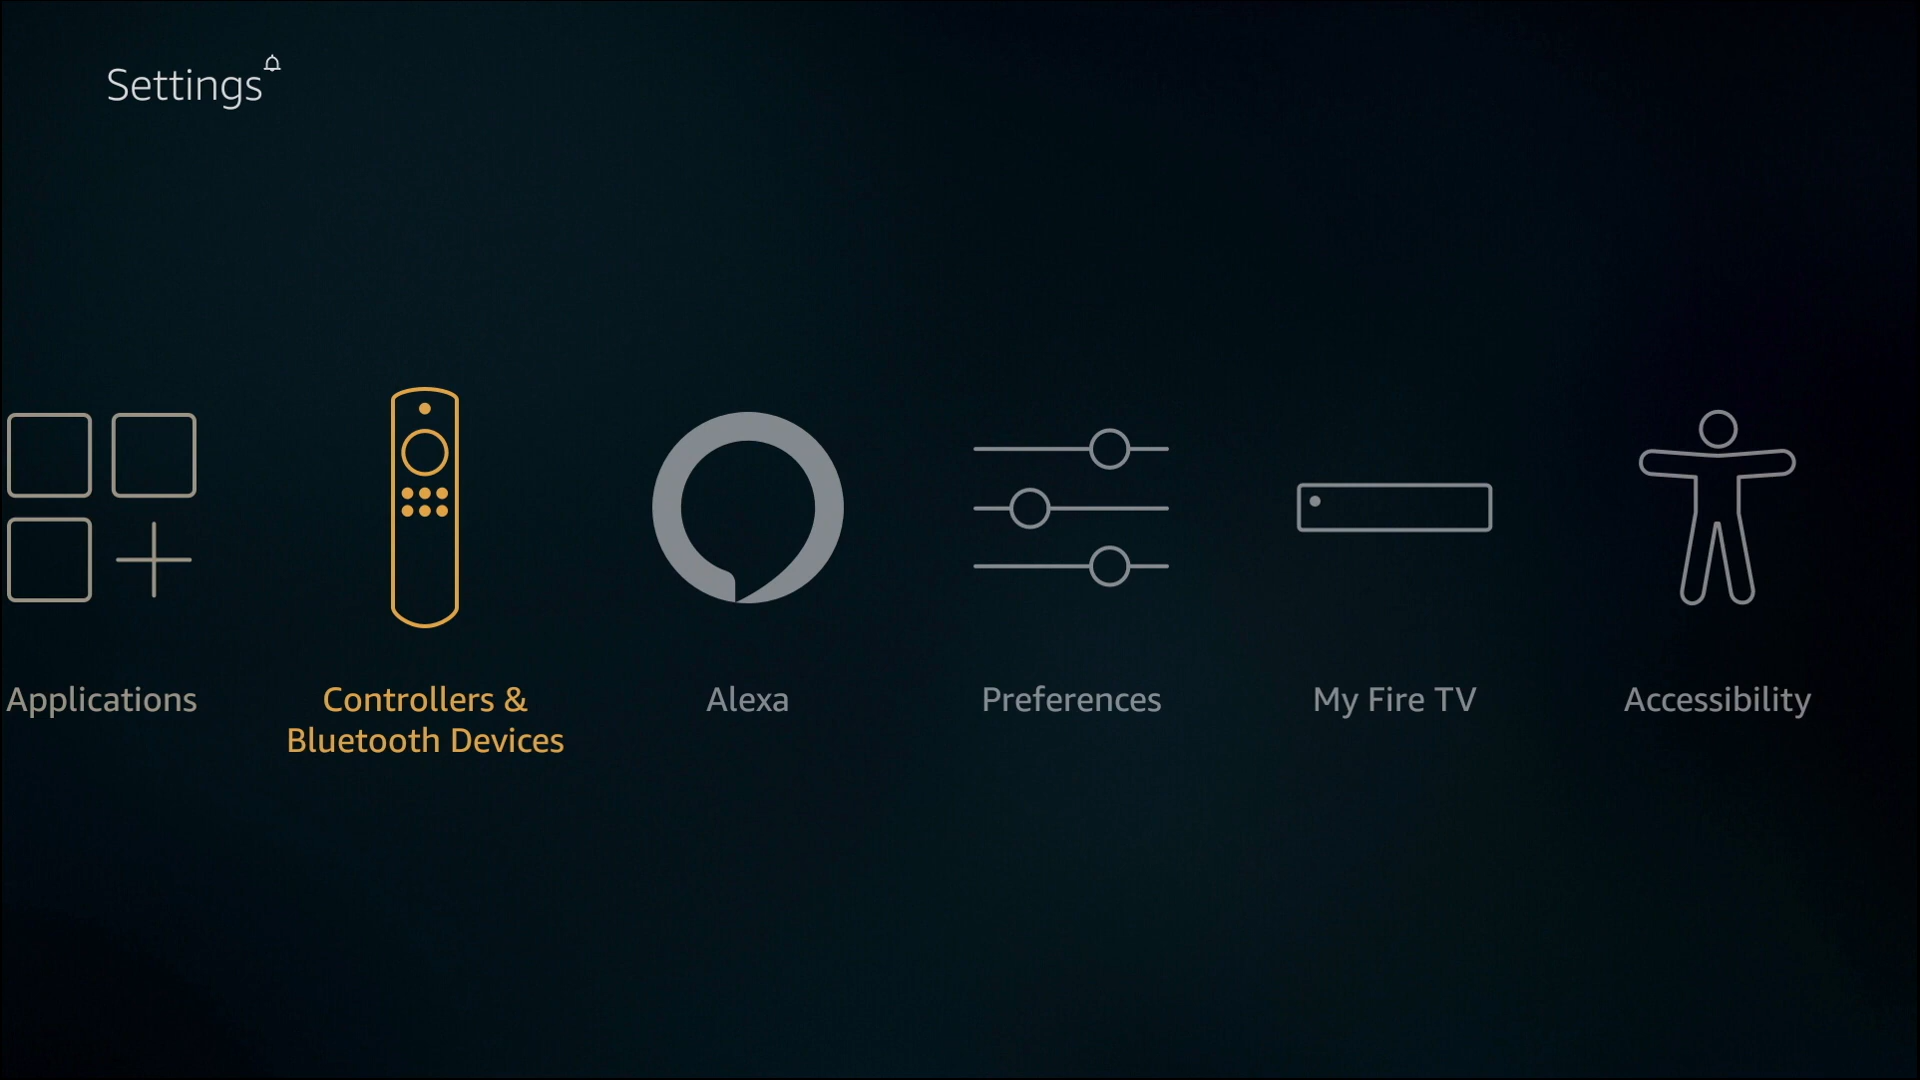 Settings
Applications
Controllers &
Bluetooth Devices
Alexa
Preferences
My Fire TV
Accessibility